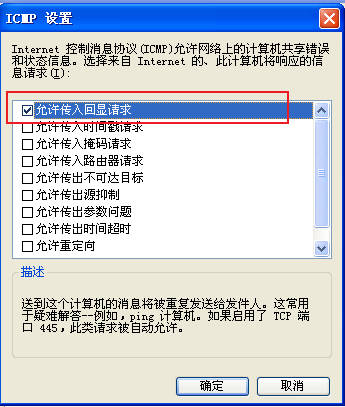 ICMP 设置
Internet 控制消息协议(ICMP)允许网络上的计算机共享错误
和状态信息。选择来自 Internet 的、此计算机将响应的信
息请求(I):
允许传入回显请求
允许传入时间戳请求
允许传入掩码请求
允许传入路由器请求
允许传出不可达目标
允许传出源抑制
允许传出参数问题
允许传出时间超时
允许重定向
描述
送到这个计算机的消息将被重复发送给发件人。这常用
于疑难解答--例如，ping 计算机。如果启用了 TCP 端
口 445，此类请求被自动允许。
确定
取消